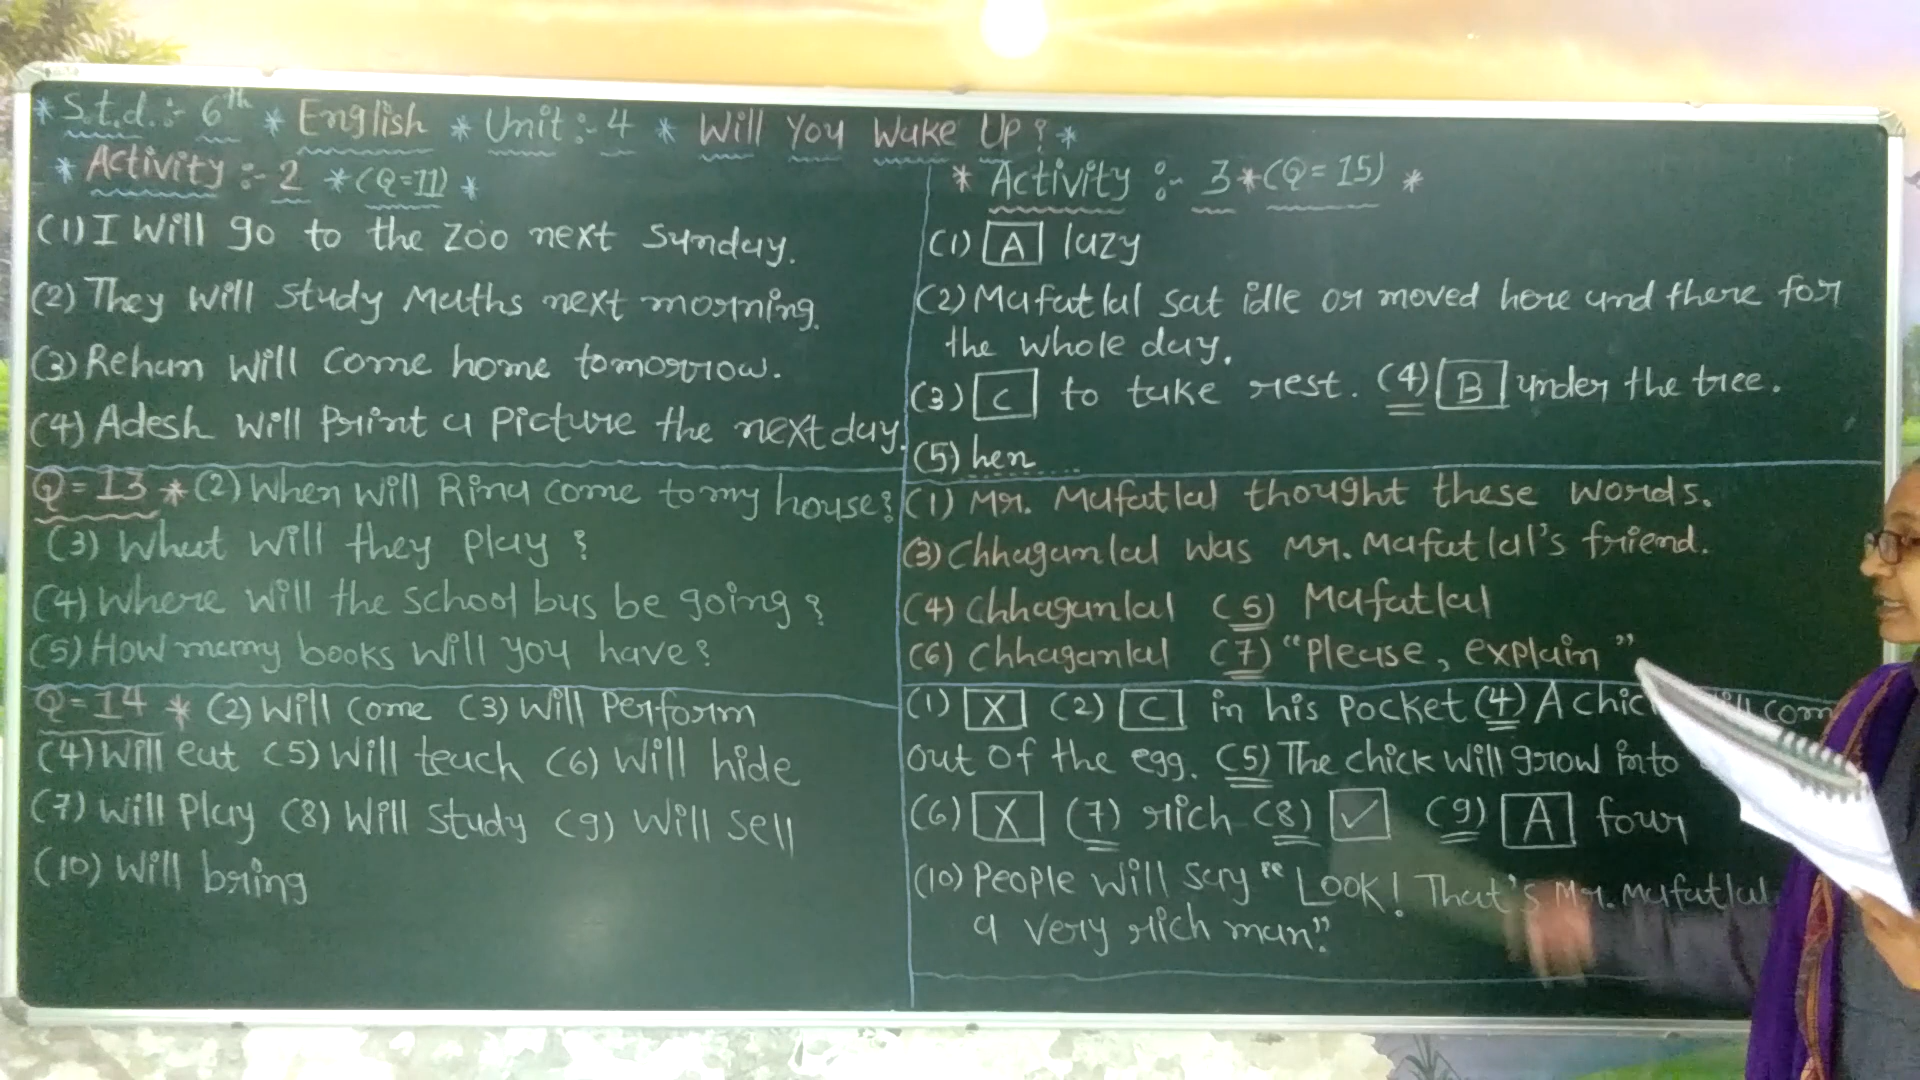 * S.t.d.:- 6th * English * Unit:- 4 * Will You Wake Up? *
* Activity :- 2 * (Q=11) *
(1) I Will go to the Zoo next Sunday.
(2) They Will Study Maths next morning.
(3) Rehan Will Come home tomorrow.
(4) Adesh Will Print a Picture the next day.
Q=13 * (2) When Will Rina come to my house?
(3) What Will they play ?
(4) Where will the School bus be going ?
(5) How many books Will you have?
Q=14 * (2) Will Come (3) Will Perform
(4) Will eat (5) Will teach (6) Will hide
(7) Will Play (8) Will Study (9) Will Sell
(10) Will bring
* Activity :- 3 * (Q=15) *
(1) A lazy
(2) Mafatlal sat idle or moved here and there for
the whole day.
(3) C to take rest. (4) B under the tree.
(5) hen
(1) Mr. Mafatlal thought these words.
(3) Chhaganlal was Mr. Mafatlal's friend.
(4) Chhaganlal (5) Mafatlal
(6) Chhaganlal (7) "Please, explain"
(1) X (2) C in his pocket (4) A chic
out of the egg. (5) The chick Will grow into
(6) X (7) rich (8) ✓ (9) A four
(10) People Will say "Look! That's Mr. Mafatlal
a very rich man".